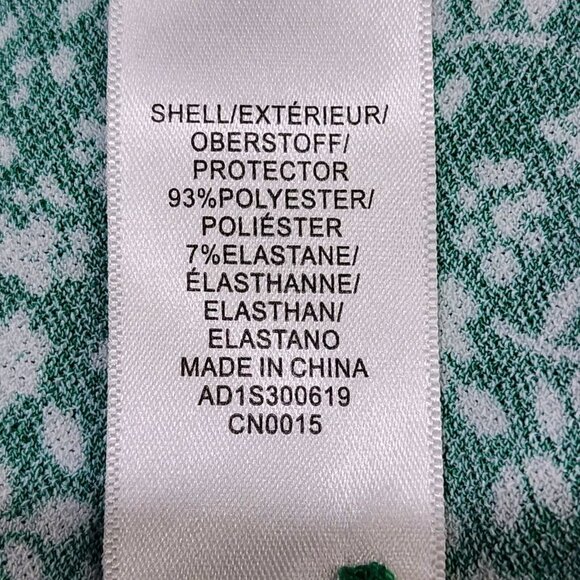 SHELL/EXTÉRIEUR/
OBERSTOFF/
PROTECTOR
93%POLYESTER/
POLIÉSTER
7%ELASTANE/
ÉLASTHANNE/
ELASTHAN/
ELASTANO
MADE IN CHINA
AD1S300619
CN0015